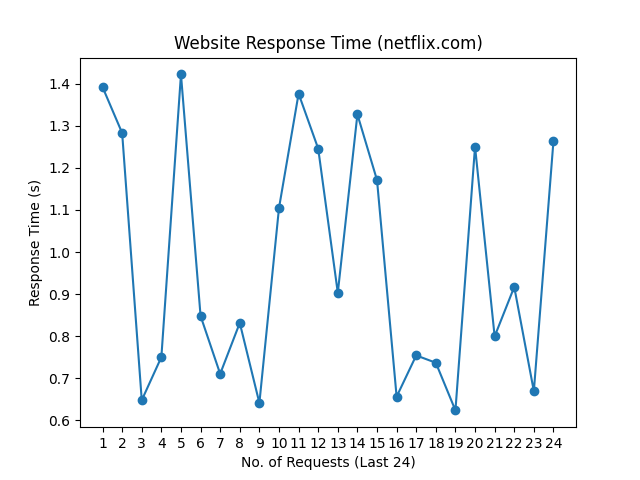 Website Response Time (netflix.com)
1.4
1.3
1.2
1.1
1.0
0.9
0.8
0.7
0.6
Response Time (s)
1 2 3 4 5 6 7 8 9 10 11 12 13 14 15 16 17 18 19 20 21 22 23 24
No. of Requests (Last 24)